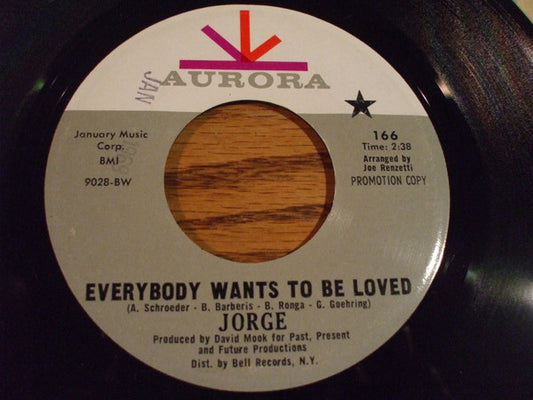 AURORA
JAN
1969
January Music
Corp.
BMI
9028-BW
166
Time: 2:38
Arranged by
Joe Renzetti
PROMOTION COPY
EVERYBODY WANTS TO BE LOVED
(A. Schroeder - B. Barberis - B. Ronga - G. Goehring)
JORGE
Produced by David Mook for Past, Present
and Future Productions
Dist. by Bell Records, N.Y.